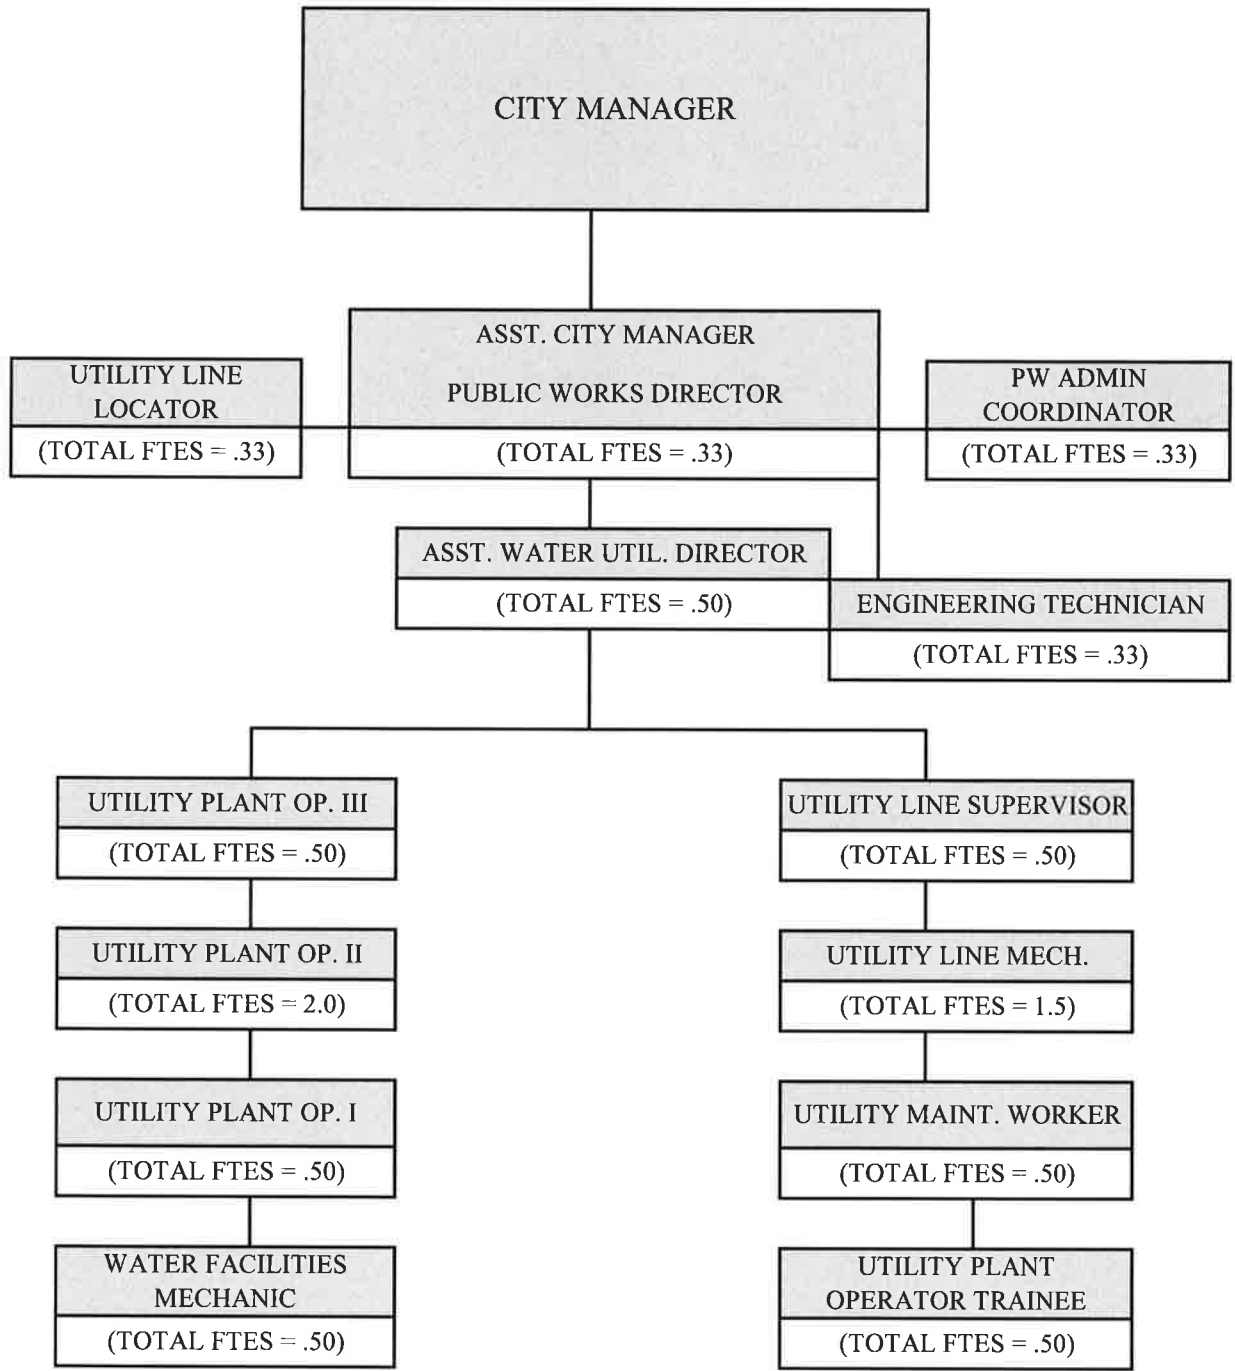 CITY MANAGER
ASST. CITY MANAGER
PUBLIC WORKS DIRECTOR
(TOTAL FTES = .33)
UTILITY LINE
LOCATOR
(TOTAL FTES = .33)
PW ADMIN
COORDINATOR
(TOTAL FTES = .33)
ASST. WATER UTIL. DIRECTOR
(TOTAL FTES = .50)
ENGINEERING TECHNICIAN
(TOTAL FTES = .33)
UTILITY PLANT OP. III
(TOTAL FTES = .50)
UTILITY PLANT OP. II
(TOTAL FTES = 2.0)
UTILITY PLANT OP. I
(TOTAL FTES = .50)
WATER FACILITIES
MECHANIC
(TOTAL FTES = .50)
UTILITY LINE SUPERVISOR
(TOTAL FTES = .50)
UTILITY LINE MECH.
(TOTAL FTES = 1.5)
UTILITY MAINT. WORKER
(TOTAL FTES = .50)
UTILITY PLANT
OPERATOR TRAINEE
(TOTAL FTES = .50)